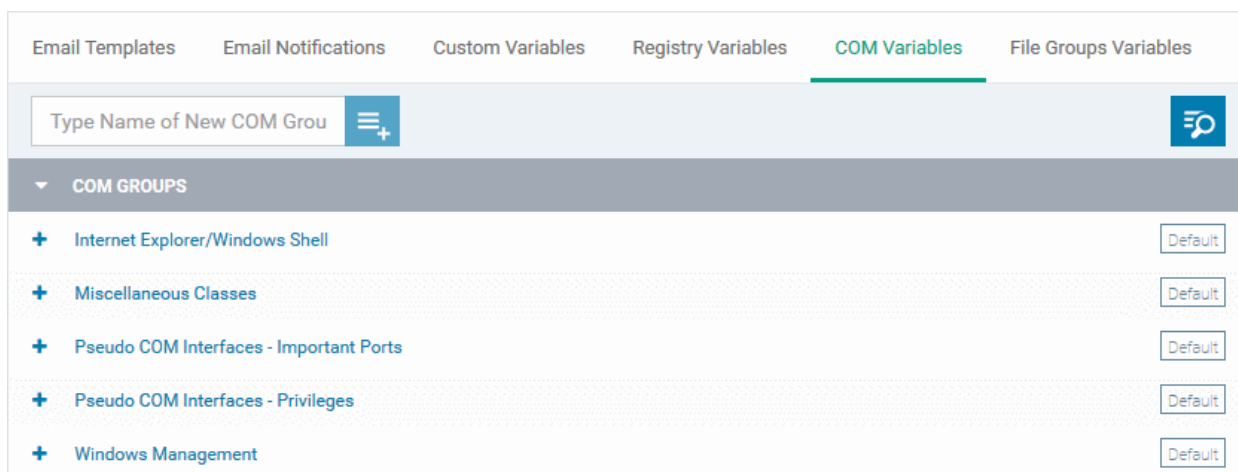 Email Templates Email Notifications Custom Variables Registry Variables COM Variables File Groups Variables
Type Name of New COM Grou
COM GROUPS
Internet Explorer/Windows Shell Default
Miscellaneous Classes Default
Pseudo COM Interfaces - Important Ports Default
Pseudo COM Interfaces - Privileges Default
Windows Management Default